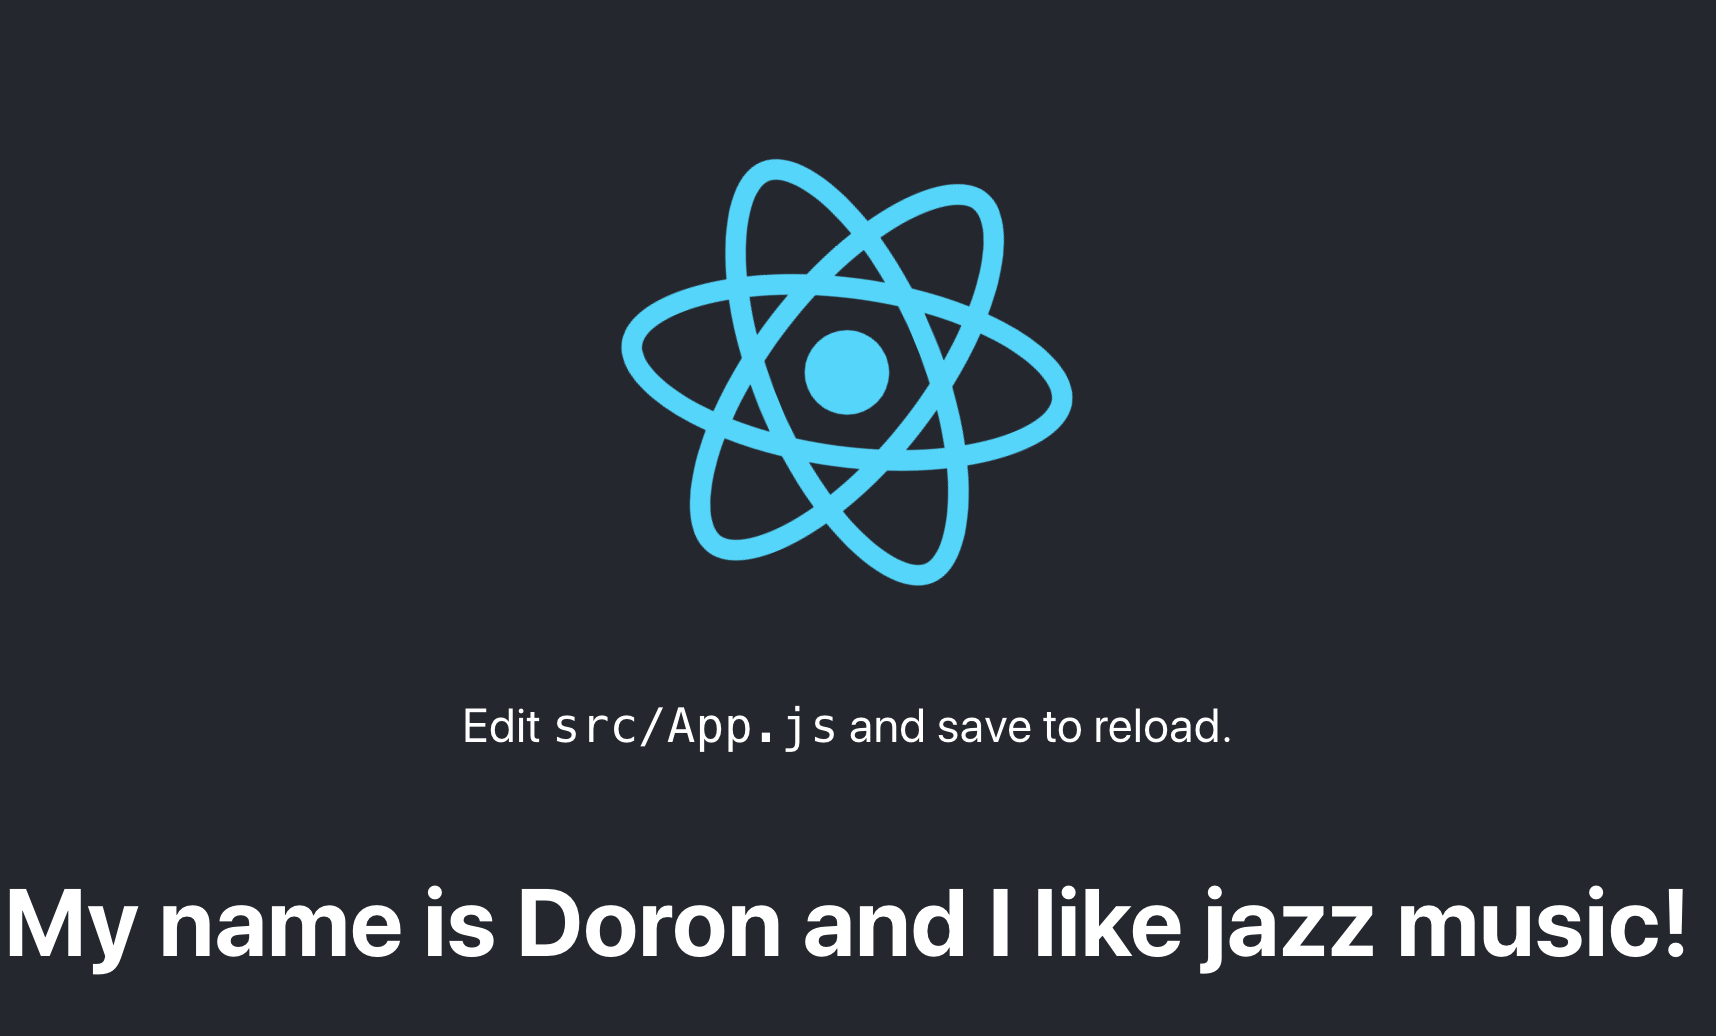 Edit src/App.js and save to reload.
My name is Doron and I like jazz music!